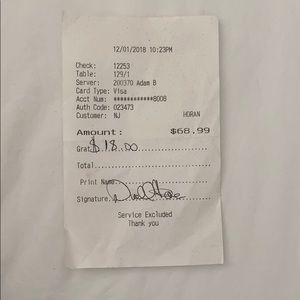 12/01/2018 10:23PM
Check: 12253
Table: 129/1
Server: 200370 Adam B
Card Type: Visa
Acct Num: ************8008
Auth Code: 023473
Customer: NJ HORAN
Amount: $68.99
Grat $18.00
Total...................
Print Name...................
Signature...................
Service Excluded
Thank you